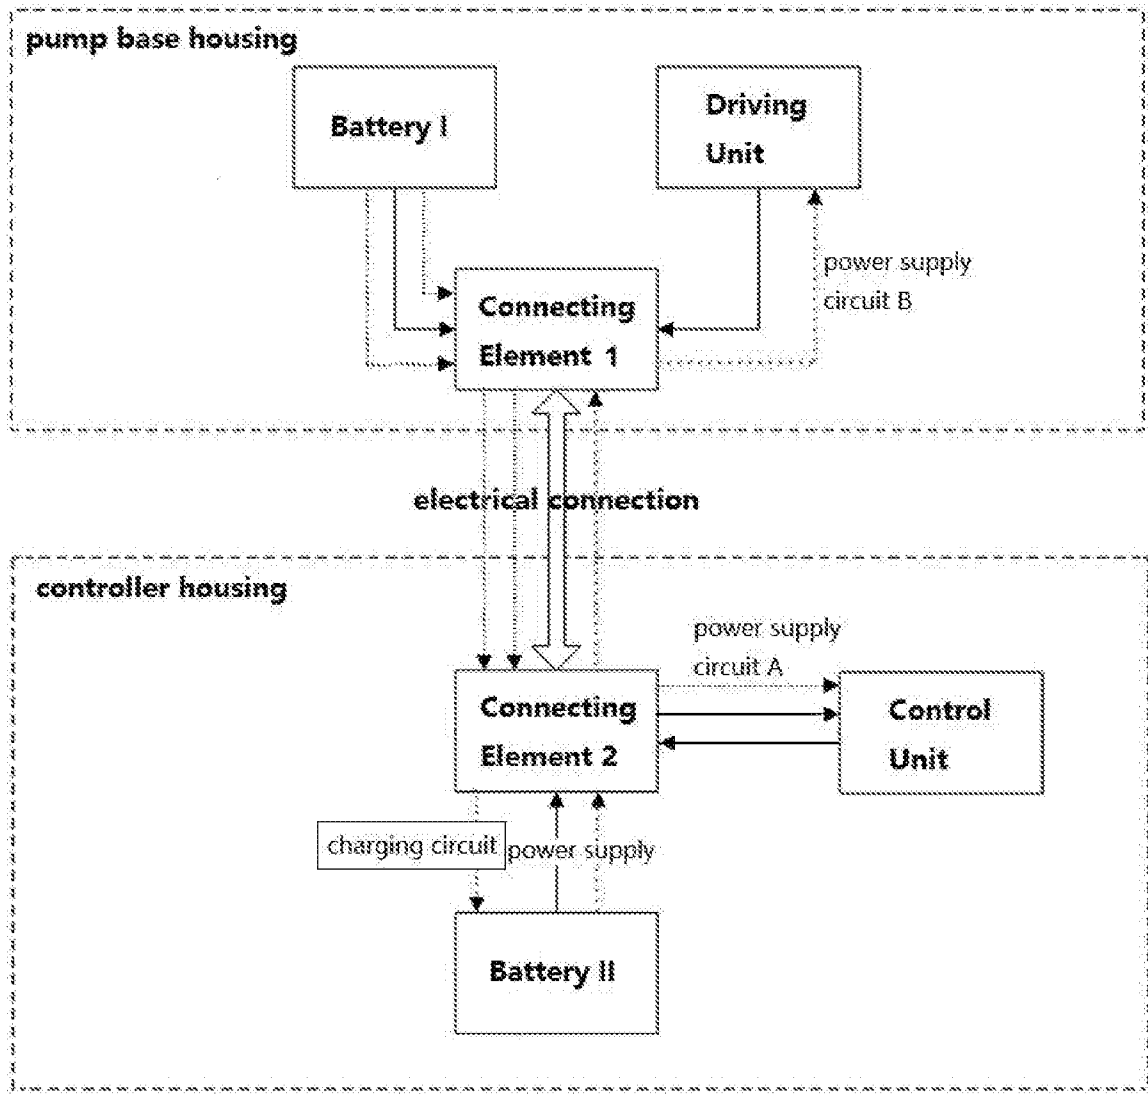 pump base housing
Battery I
Driving
Unit
power supply
circuit B
Connecting
Element 1
electrical connection
controller housing
power supply
circuit A
Connecting
Element 2
Control
Unit
charging circuit
power supply
Battery II